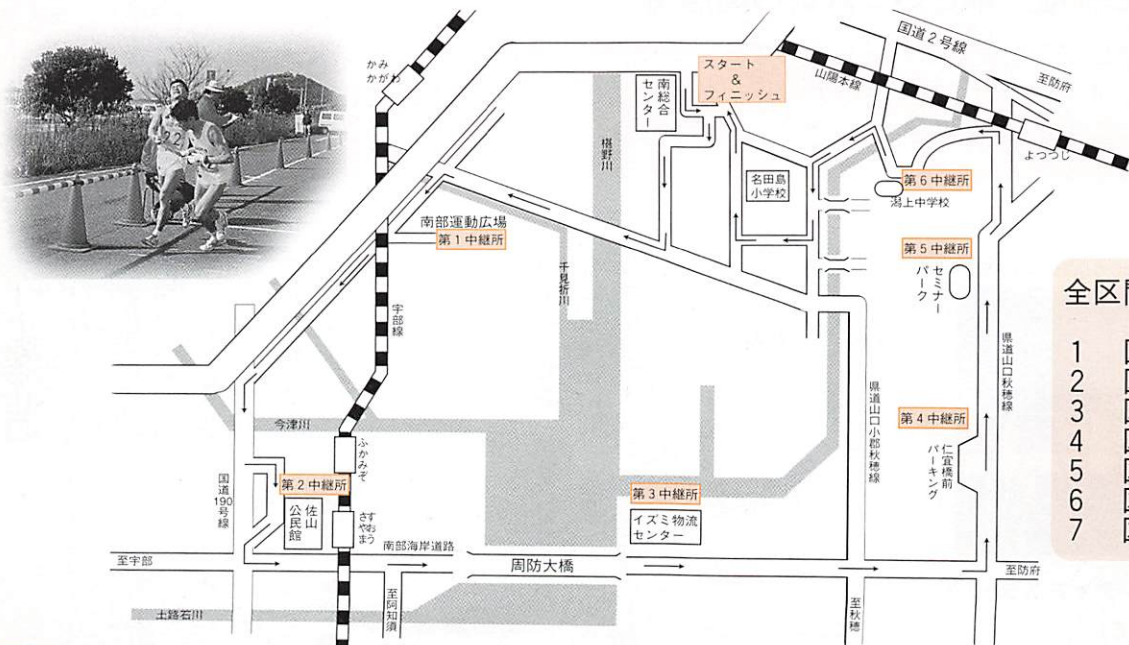 国道2号線
至防府
山陽本線
よつつじ
スタート
&
フィニッシュ
南総合
センター
かみ
かがわ
椹野川
名田島
小学校
第6中継所
潟上中学校
南部運動広場
第1中継所
第5中継所
セミナー
パーク
千見折川
宇部線
全区間
1
2
3
4
5
6
7
県道山口秋穂線
県道山口小郡秋穂線
第4中継所
仁宜橋前
パーキング
今津川
ふかみぞ
国道
190
号線
第2中継所
佐山
公民館
第3中継所
イズミ物流
センター
すおう
さやま
南部海岸道路
周防大橋
至宇部
至防府
土路石川
至阿知須
至秋穂